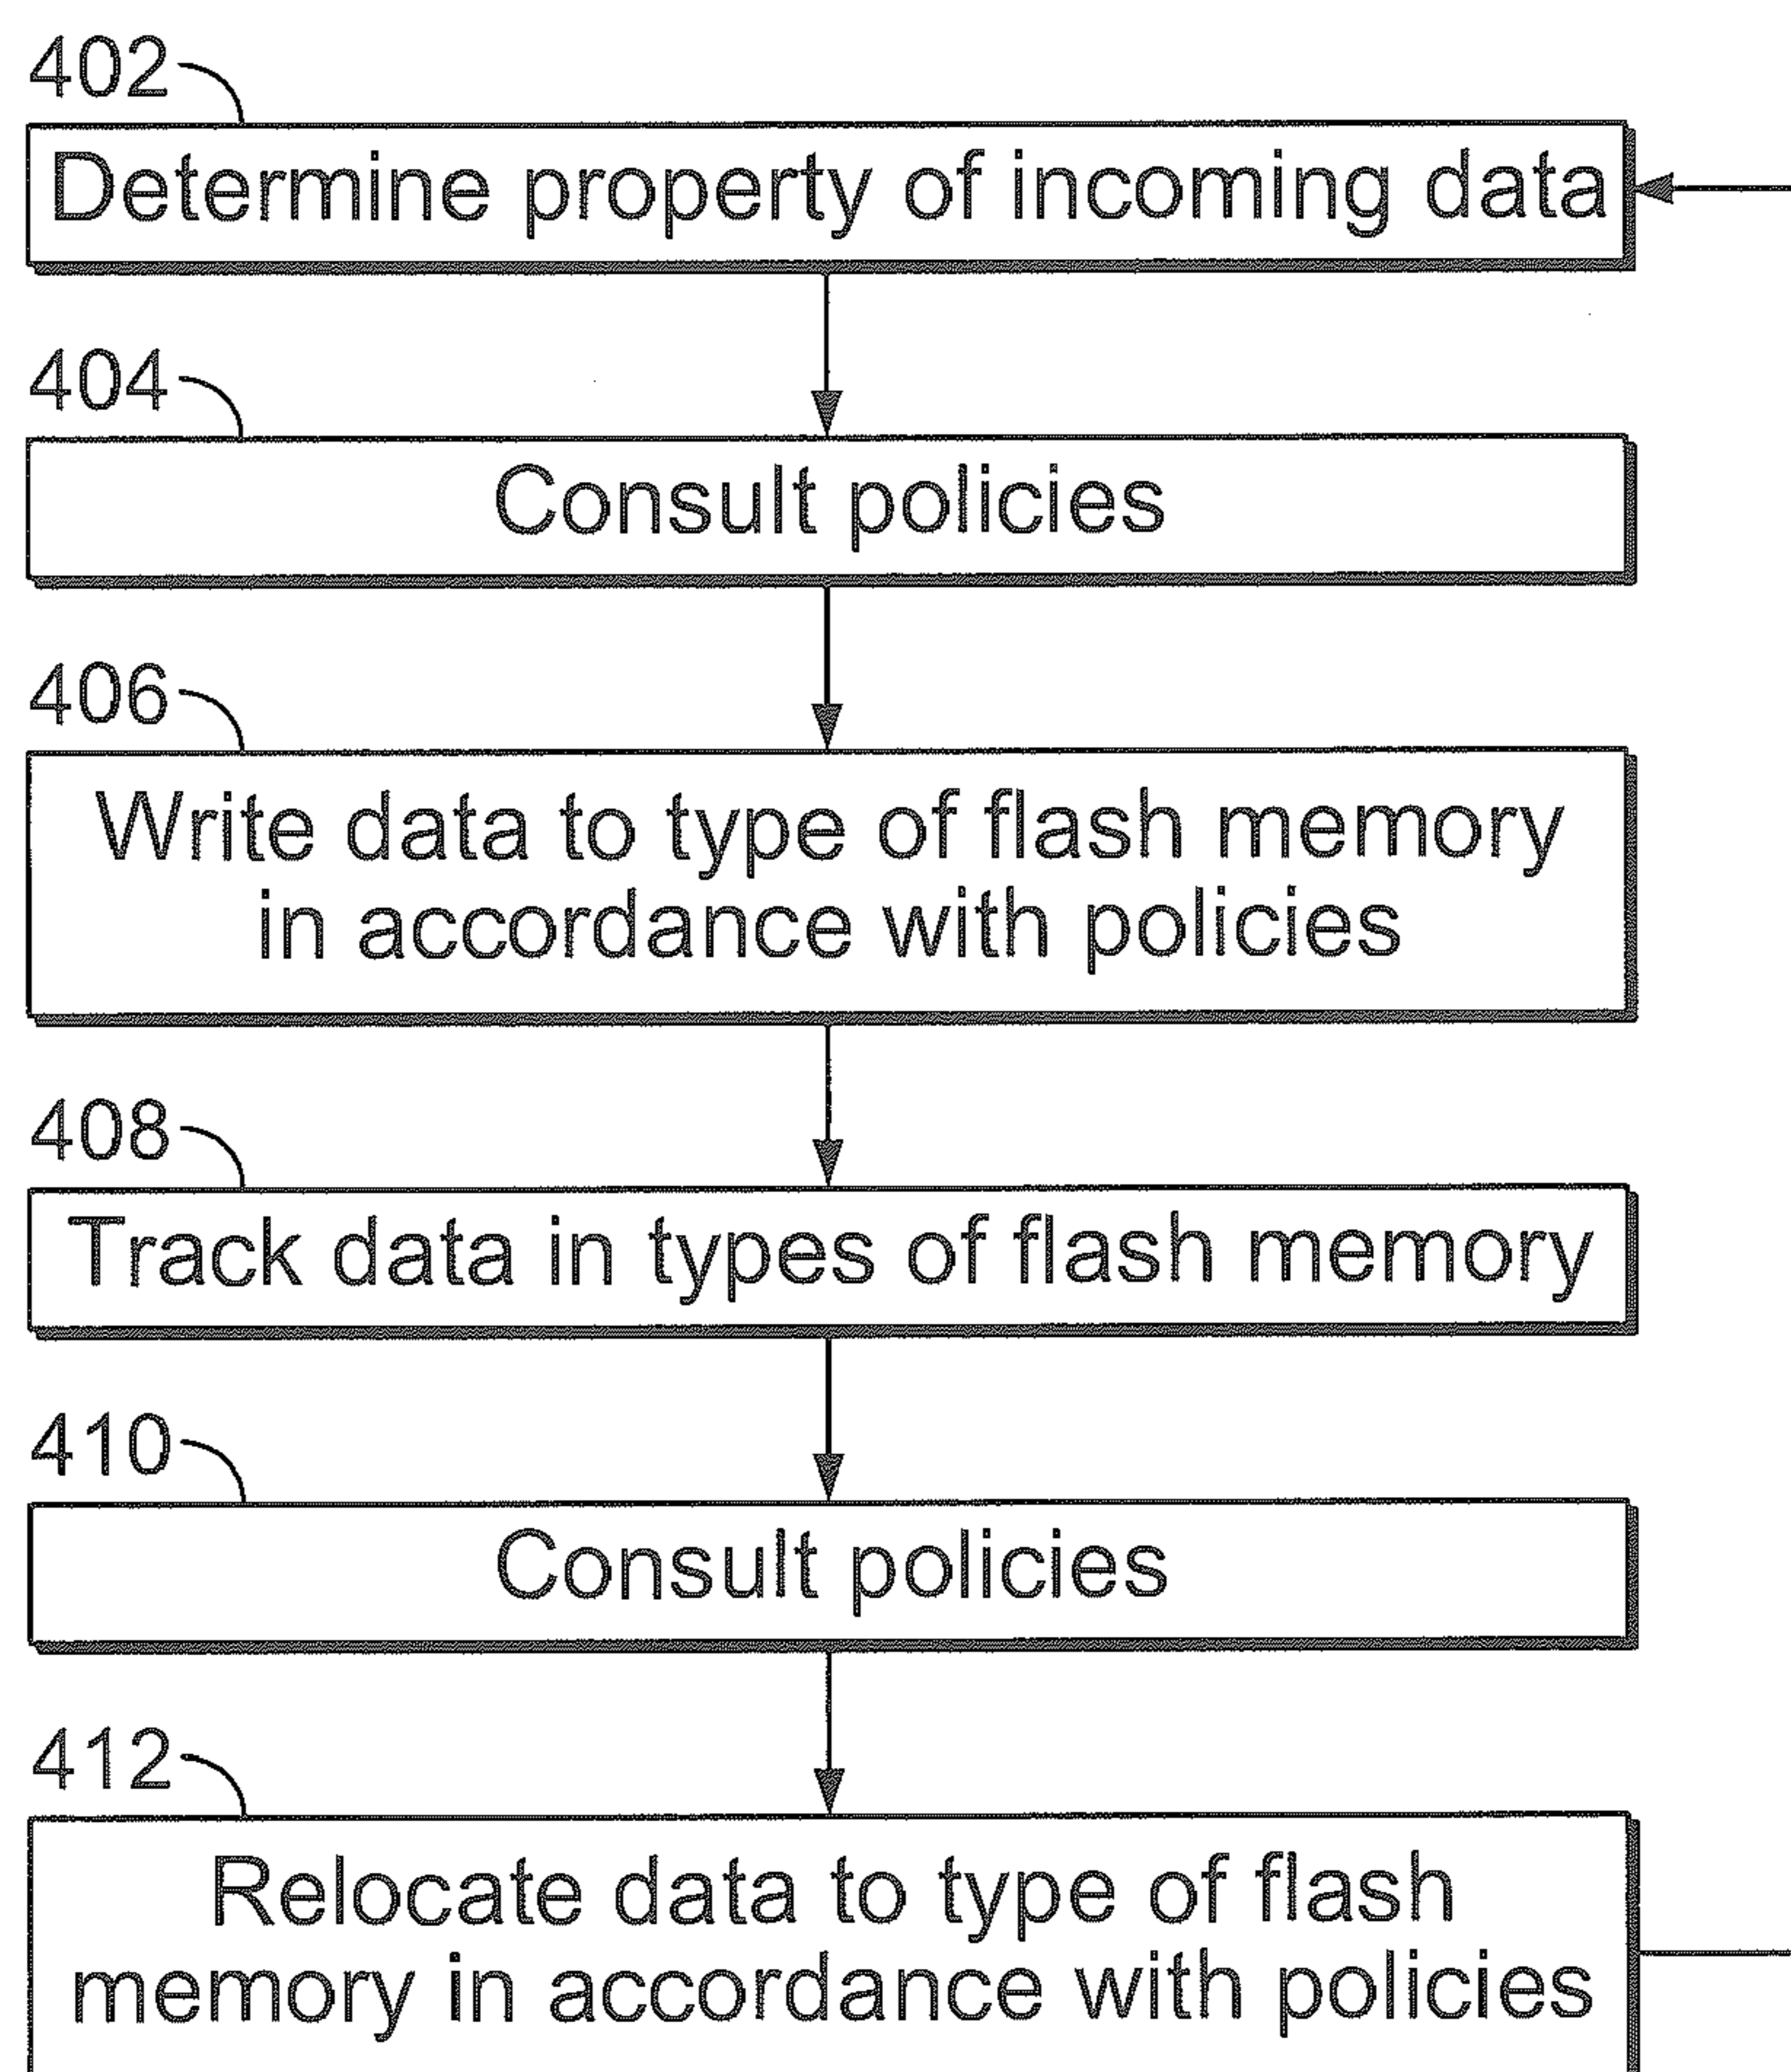 402
Determine property of incoming data
404
Consult policies
406
Write data to type of flash memory
in accordance with policies
408
Track data in types of flash memory
410
Consult policies
412
Relocate data to type of flash
memory in accordance with policies